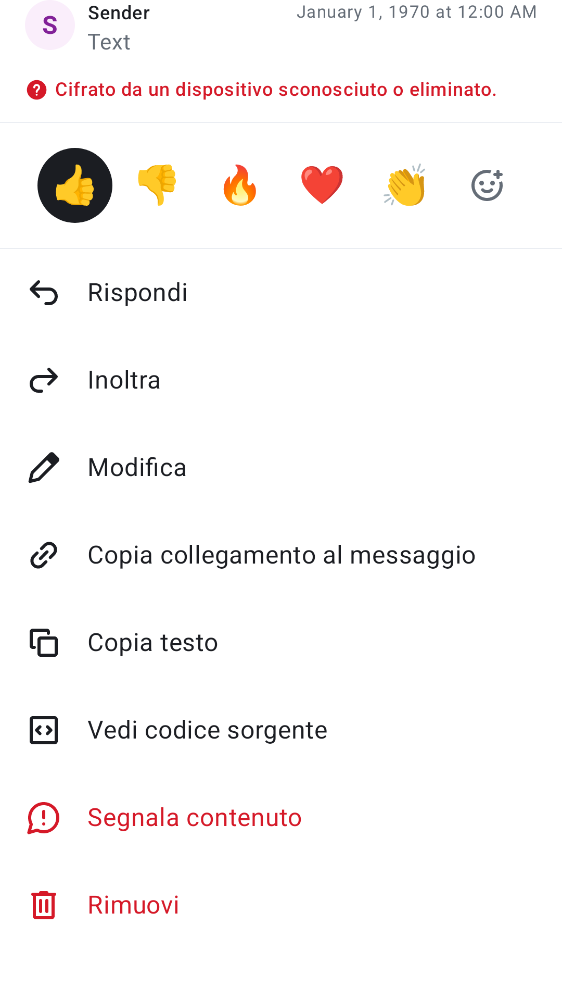 S
Sender
January 1, 1970 at 12:00 AM
Text
Cifrato da un dispositivo sconosciuto o eliminato.
Rispondi
Inoltra
Modifica
Copia collegamento al messaggio
Copia testo
Vedi codice sorgente
Segnala contenuto
Rimuovi